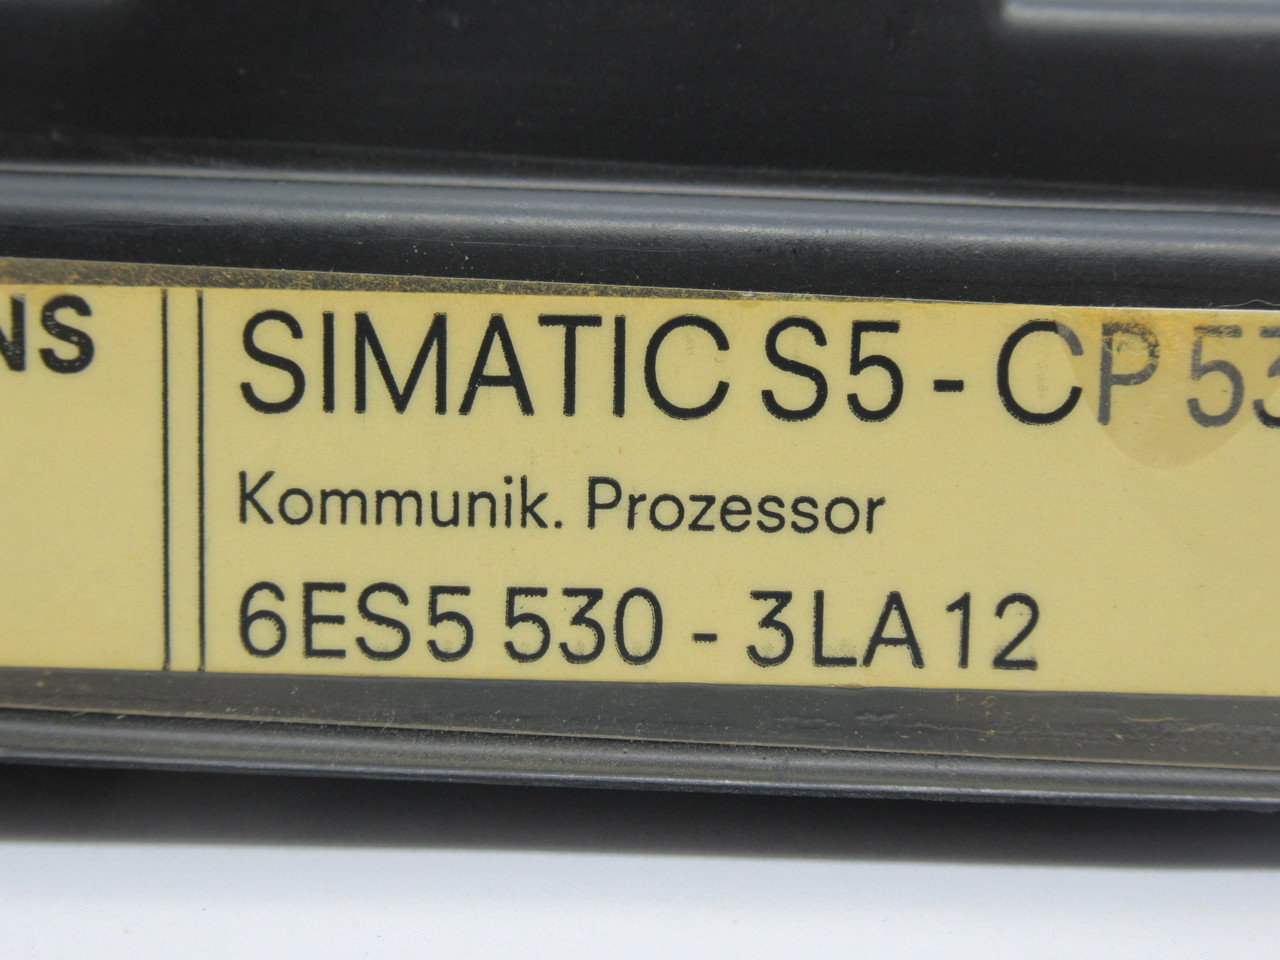 NS
SIMATIC S5 - CP 53
Kommunik. Prozessor
6ES5 530 - 3LA12